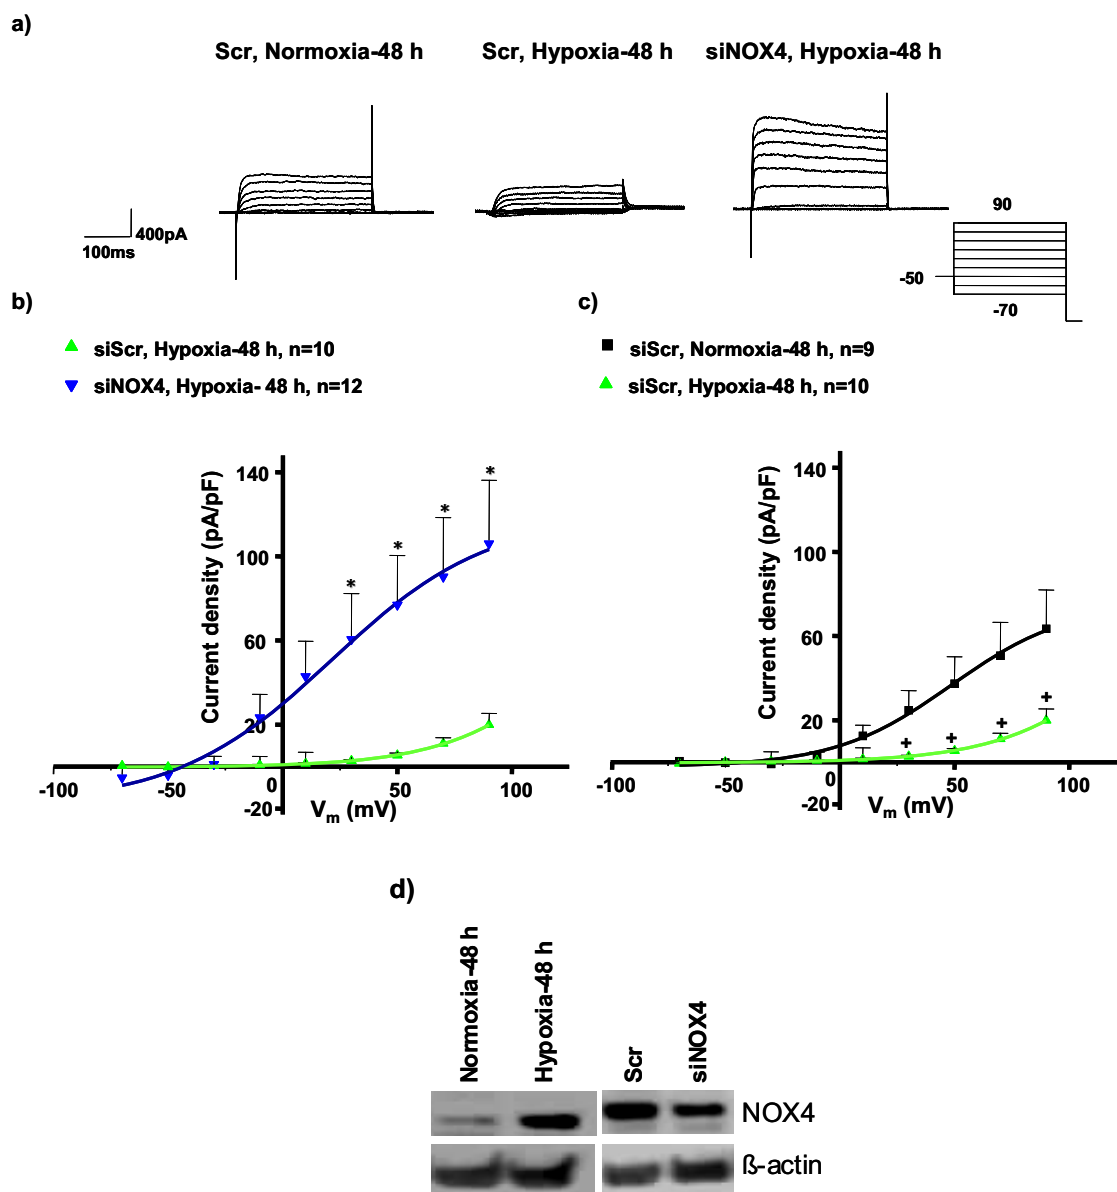 a)
Scr, Normoxia-48 h
Scr, Hypoxia-48 h
siNOX4, Hypoxia-48 h
400pA
100ms
90
-50
-70
b)
siScr, Hypoxia-48 h, n=10
siNOX4, Hypoxia- 48 h, n=12
Current density (pA/pF)
140
100
60
20
-20
-100
-50
0
50
100
Vm (mV)
*
*
*
*
*
c)
siScr, Normoxia-48 h, n=9
siScr, Hypoxia-48 h, n=10
Current density (pA/pF)
140
100
60
20
-20
-100
-50
0
50
100
Vm (mV)
+
+
+
+
d)
Normoxia-48 h
Hypoxia-48 h
Scr
siNOX4
NOX4
ß-actin